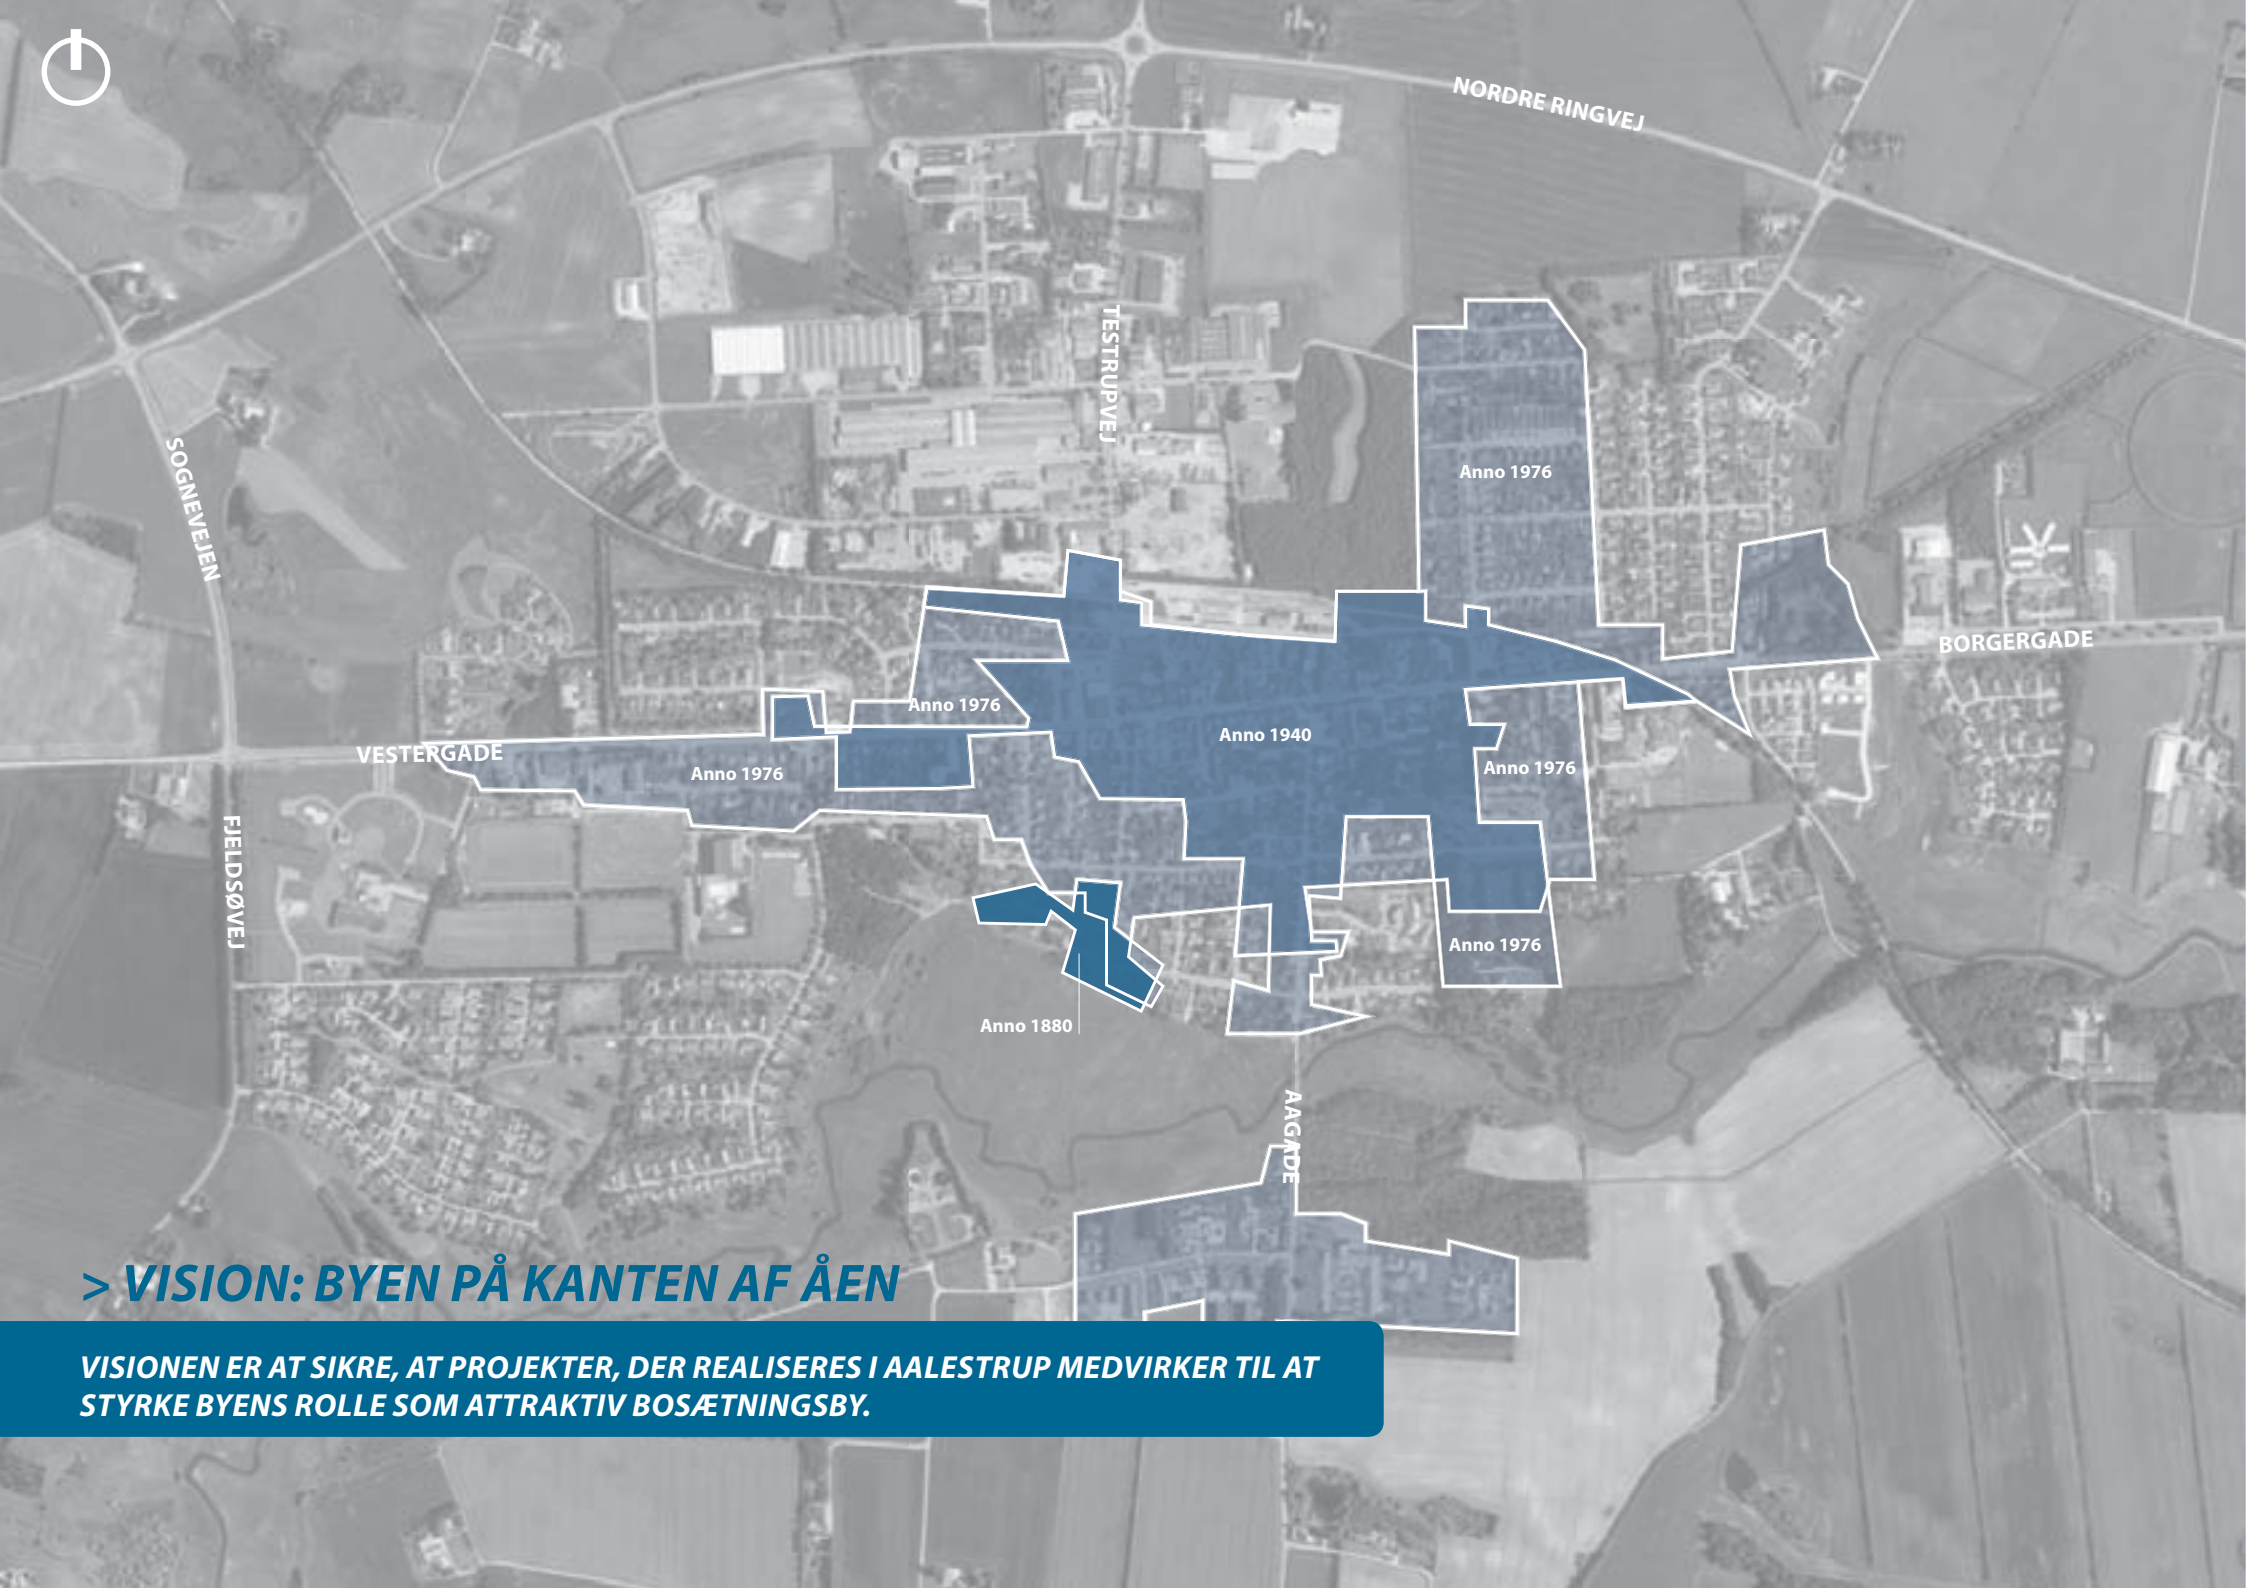 NORDRE RINGVEJ
TESTRUPVEJ
SOGNEVEJEN
Anno 1976
BORGERGADE
Anno 1976
VESTERGADE
Anno 1976
Anno 1940
Anno 1976
FJELDSØVEJ
Anno 1976
Anno 1880
AAGADE
> VISION: BYEN PÅ KANTEN AF ÅEN
VISIONEN ER AT SIKRE, AT PROJEKTER, DER REALISERES I AALESTRUP MEDVIRKER TIL AT
STYRKE BYENS ROLLE SOM ATTRAKTIV BOSÆTNINGSBY.